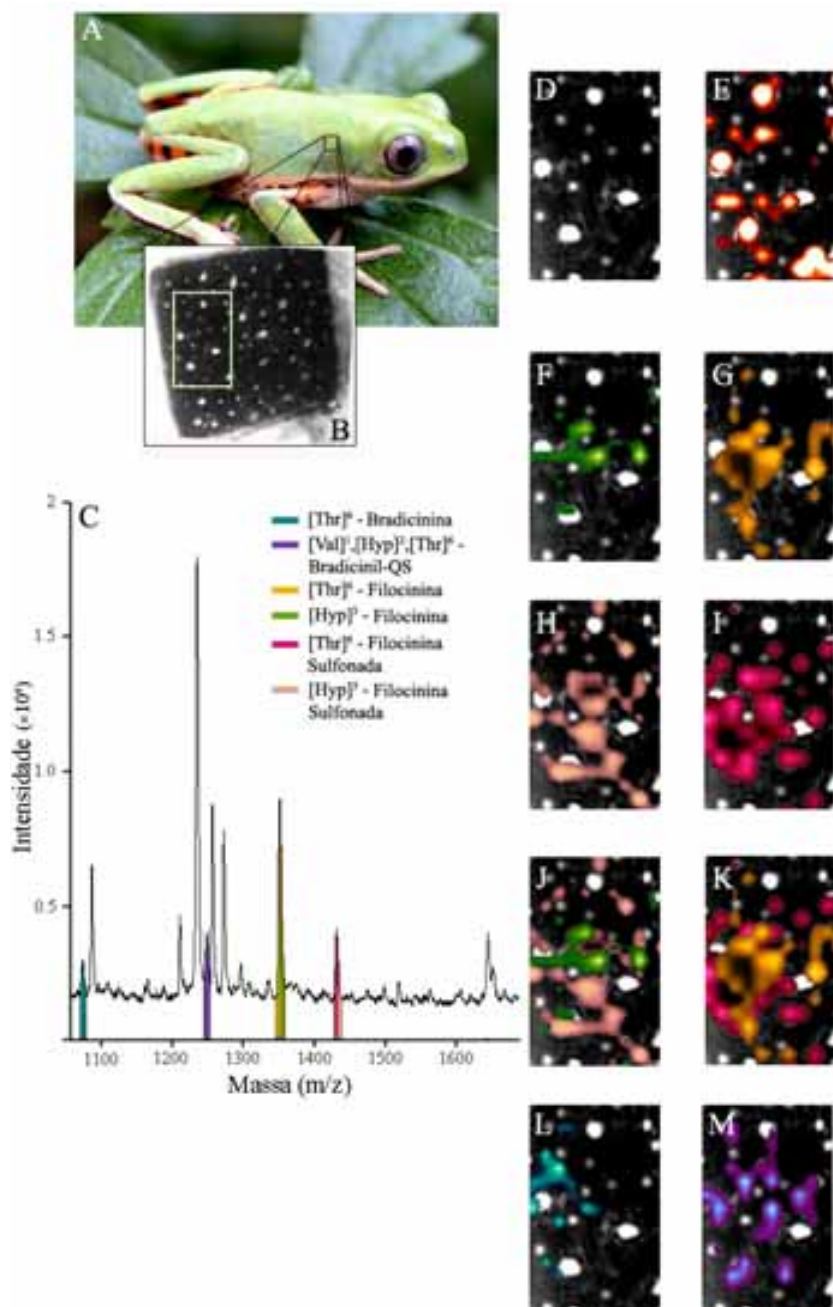 A
B
C
2
1.5
1.0
0.5
Intensidade
1100 1200 1300 1400 1500 1600
Massa (m/z)
[Thr]⁶ - Bradicinina
[Val]¹,[Hyp]²,[Thr]⁶ -
Bradicinil-QS
[Thr]⁶ - Filocinina
[Hyp]³ - Filocinina
[Thr]⁶ - Filocinina
Sulfonada
[Hyp]³ - Filocinina
Sulfonada
D
E
F
G
H
I
J
K
L
M